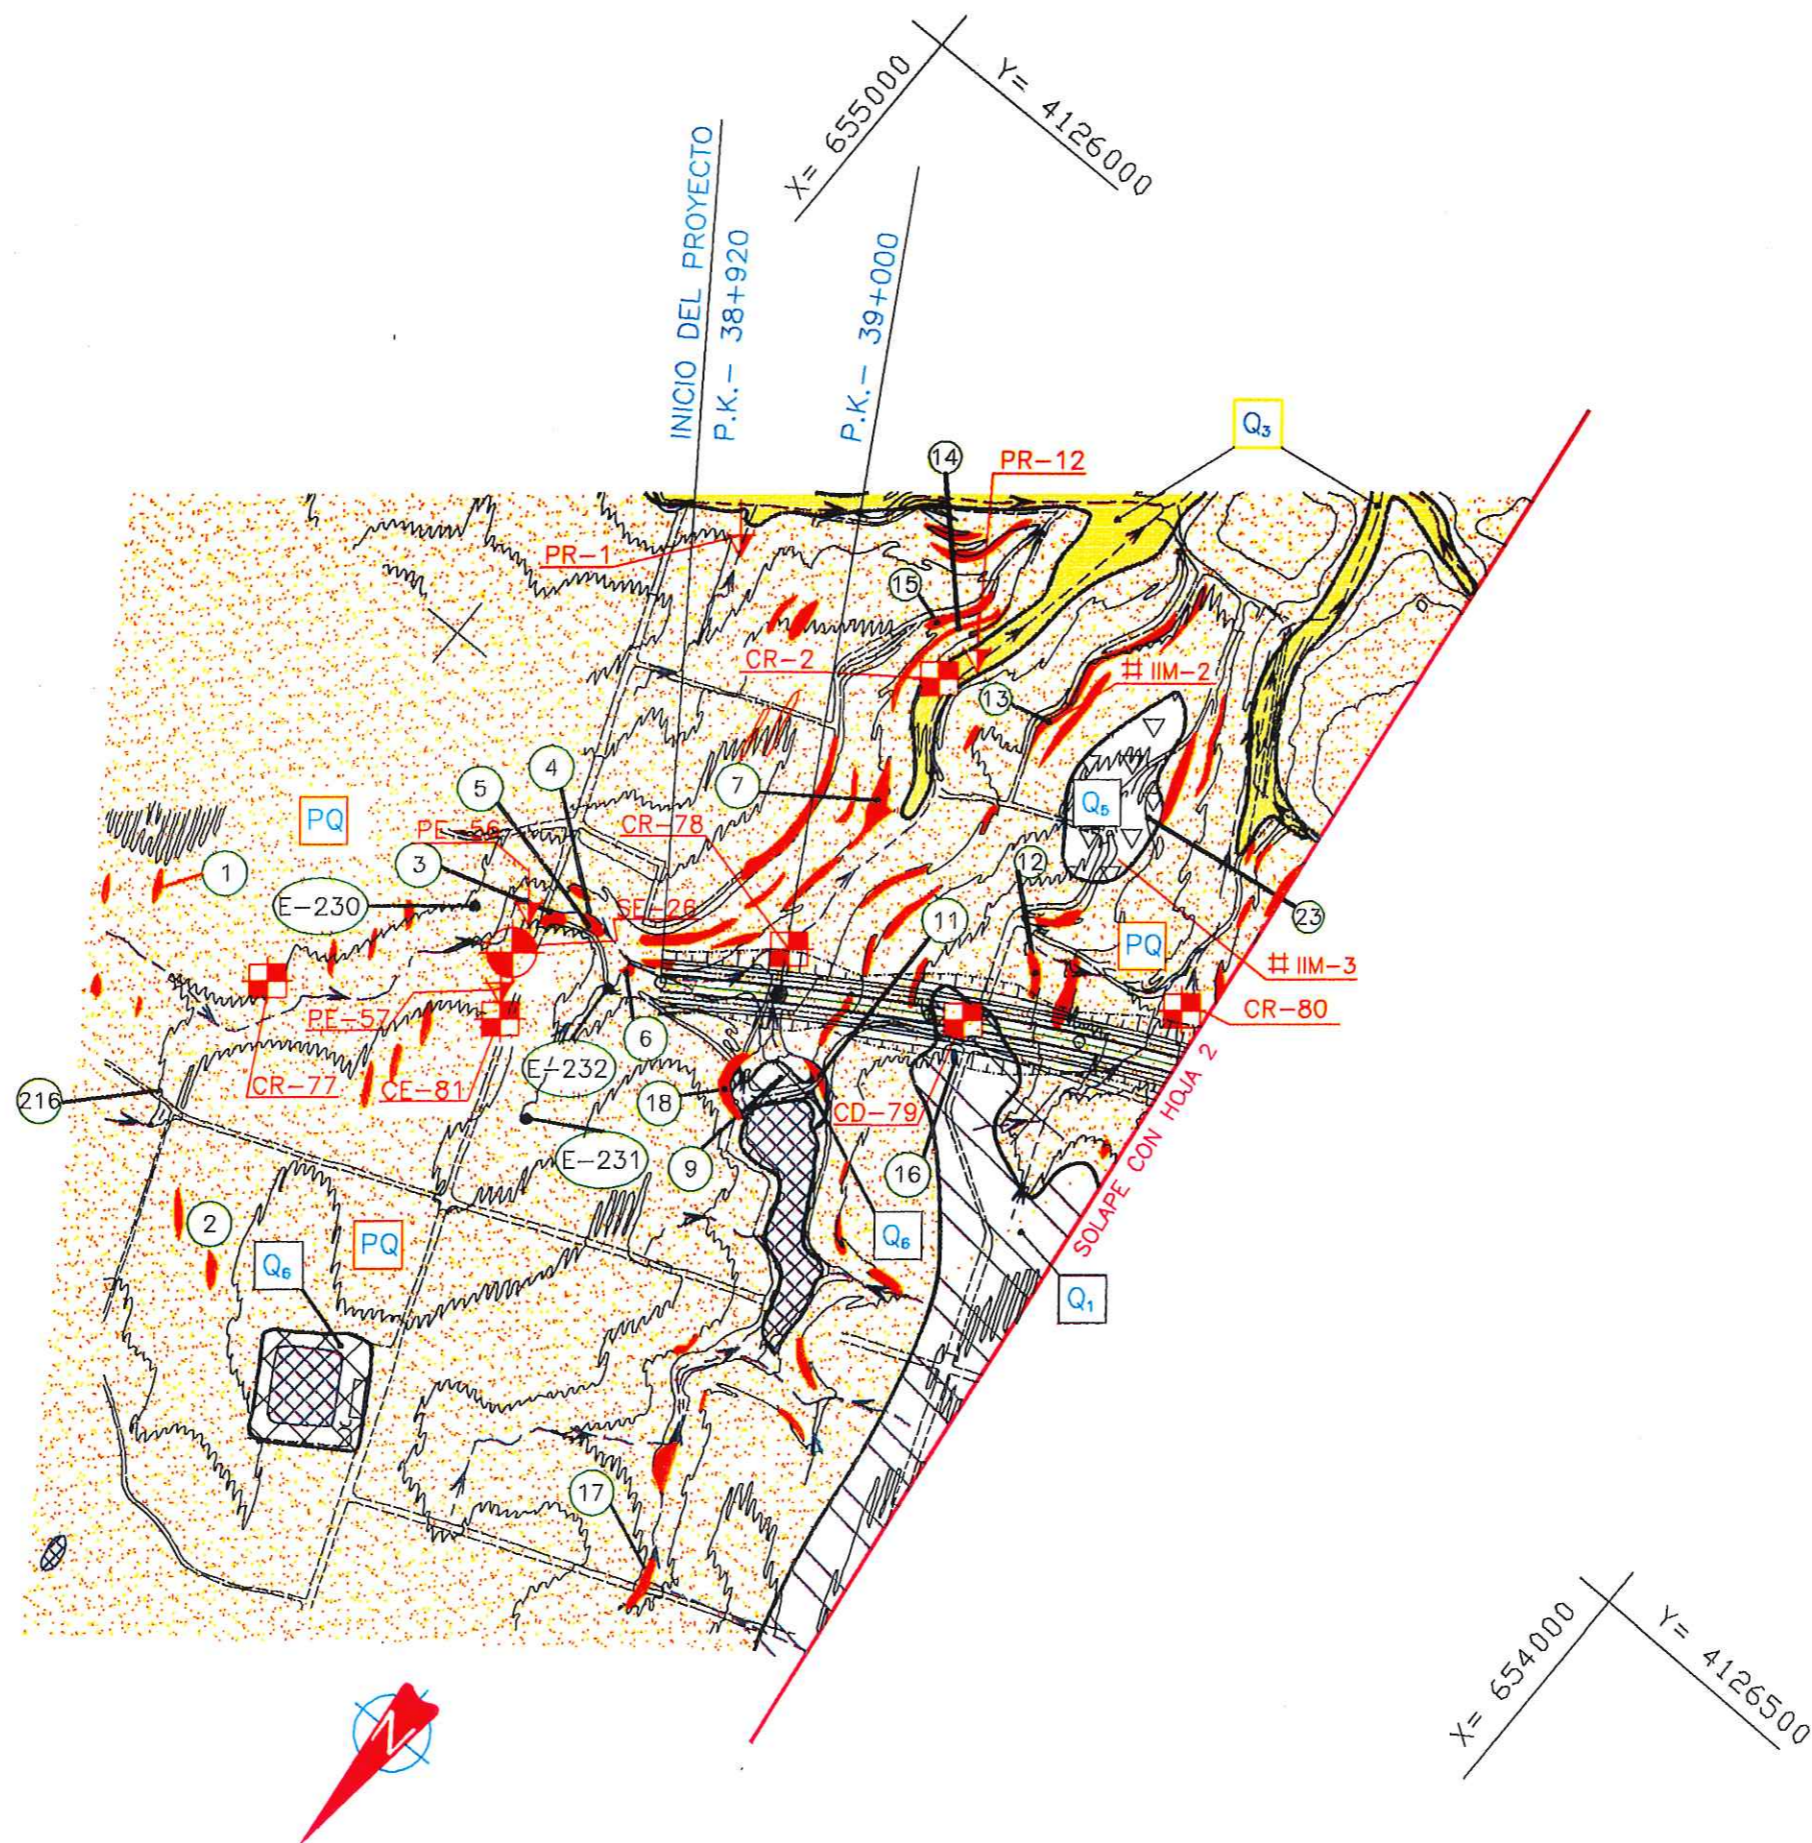 X= 655000
Y= 4126000
INICIO DEL PROYECTO
P.K.- 38+920
P.K.- 39+000
Q₃
14
PR-12
PR-1
15
CR-2
# IIM-2
13
4
5
7
Q₅
PQ
PE-56
CR-78
3
1
12
E-230
SE-26
11
23
PQ
# IIM-3
CR-80
PE-57
6
E-232
CR-77
CE-81
216
18
CD-79
E-231
9
16
SOLAPE CON HOJA 2
2
PQ
Q₆
Q₆
Q₁
17
N
X= 654000
Y= 4126500